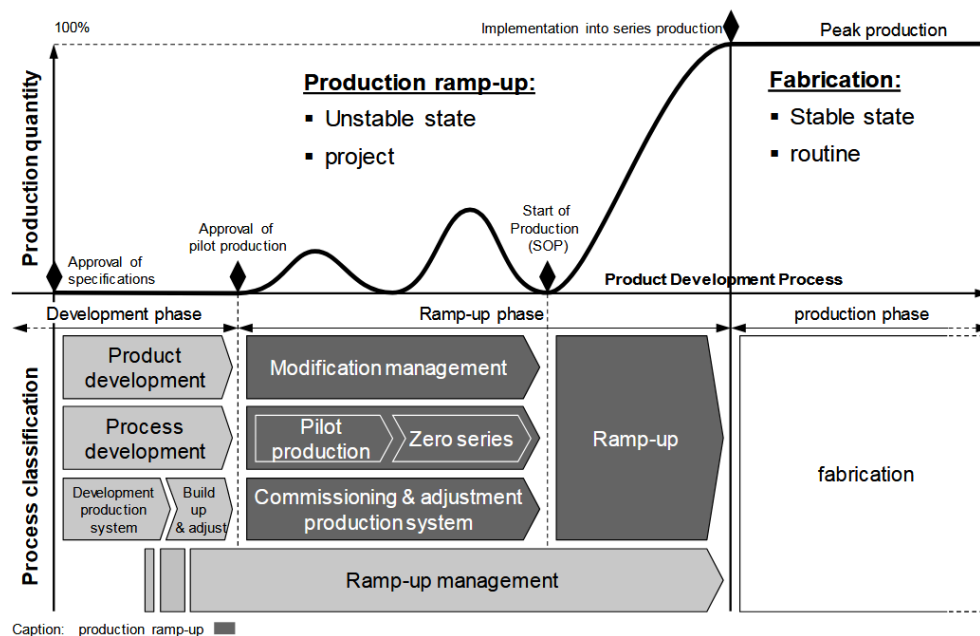 100%
Implementation into series production
Peak production
Production quantity
Production ramp-up:
▪ Unstable state
▪ project
Fabrication:
▪ Stable state
▪ routine
Approval of
specifications
Approval of
pilot production
Start of
Production
(SOP)
Product Development Process
Development phase
Ramp-up phase
production phase
Process classification
Product
development
Modification management
Process
development
Pilot
production
Zero series
Ramp-up
fabrication
Development
production
system
Build
up
& adjust
Commissioning & adjustment
production system
Ramp-up management
Caption: production ramp-up